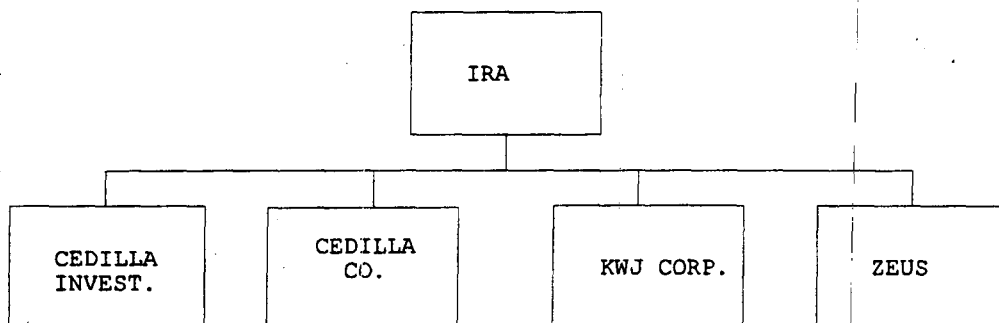 IRA
CEDILLA
INVEST.
CEDILLA
CO.
KWJ CORP.
ZEUS